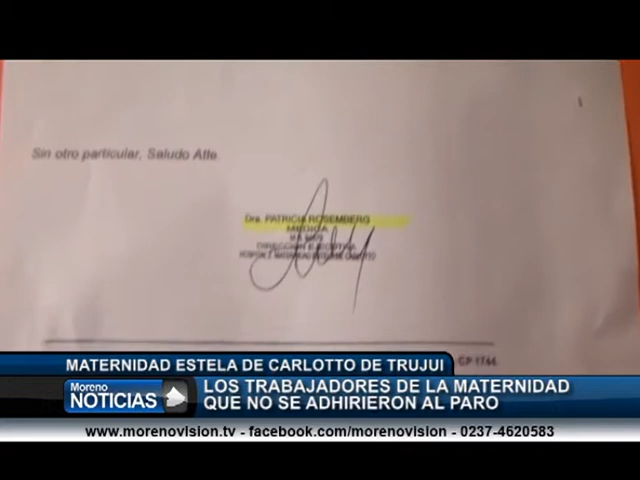 Sin otro particular, Saludo Atte.
Dra. PATRICIA ROSEMBERG
MEDICA
DIRECCION EJECUTIVA
CP 1744
MATERNIDAD ESTELA DE CARLOTTO DE TRUJUI
Moreno
NOTICIAS
LOS TRABAJADORES DE LA MATERNIDAD
QUE NO SE ADHIRIERON AL PARO
www.morenovision.tv - facebook.com/morenovision - 0237-4620583